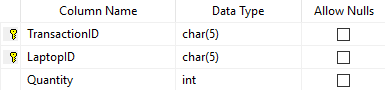 Column Name Data Type Allow Nulls
TransactionID char(5)
LaptopID char(5)
Quantity int